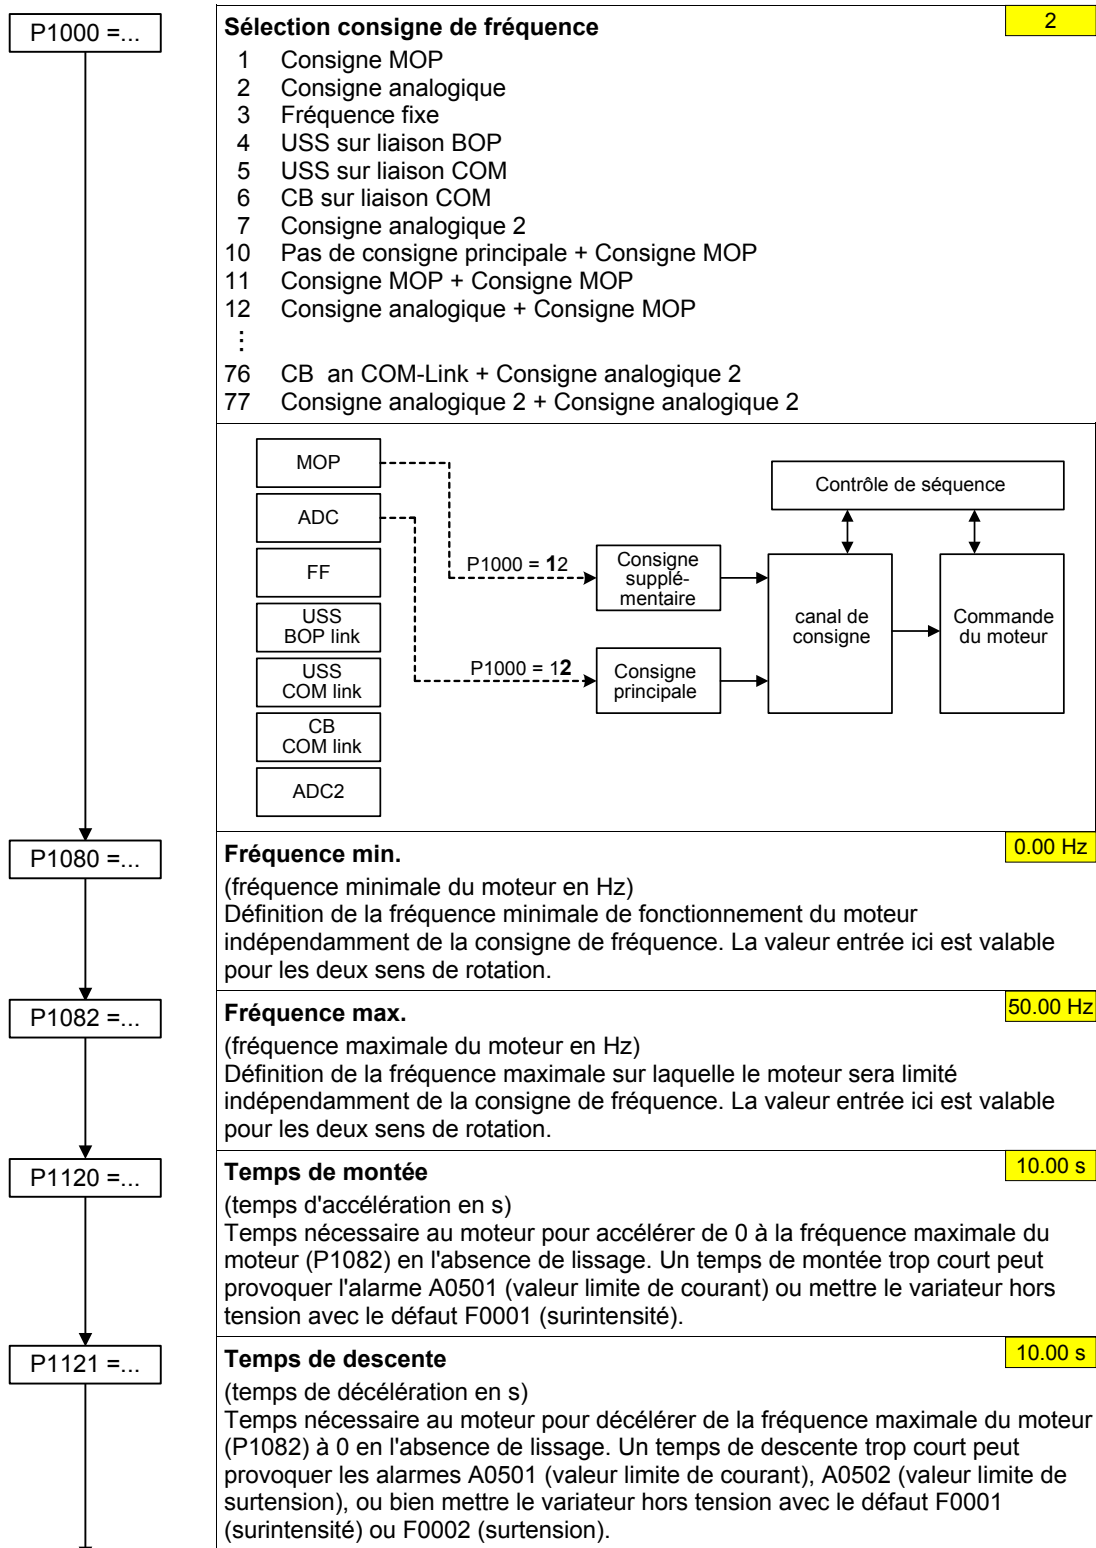 P1000 =...
Sélection consigne de fréquence
2
1 Consigne MOP
2 Consigne analogique
3 Fréquence fixe
4 USS sur liaison BOP
5 USS sur liaison COM
6 CB sur liaison COM
7 Consigne analogique 2
10 Pas de consigne principale + Consigne MOP
11 Consigne MOP + Consigne MOP
12 Consigne analogique + Consigne MOP
⋮
76 CB an COM-Link + Consigne analogique 2
77 Consigne analogique 2 + Consigne analogique 2
MOP
ADC
FF
USS
BOP link
USS
COM link
CB
COM link
ADC2
P1000 = 12
P1000 = 12
Consigne
supplé-
mentaire
Consigne
principale
Contrôle de séquence
canal de
consigne
Commande
du moteur
P1080 =...
Fréquence min.
0.00 Hz
(fréquence minimale du moteur en Hz)
Définition de la fréquence minimale de fonctionnement du moteur
indépendamment de la consigne de fréquence. La valeur entrée ici est valable
pour les deux sens de rotation.
P1082 =...
Fréquence max.
50.00 Hz
(fréquence maximale du moteur en Hz)
Définition de la fréquence maximale sur laquelle le moteur sera limité
indépendamment de la consigne de fréquence. La valeur entrée ici est valable
pour les deux sens de rotation.
P1120 =...
Temps de montée
10.00 s
(temps d'accélération en s)
Temps nécessaire au moteur pour accélérer de 0 à la fréquence maximale du
moteur (P1082) en l'absence de lissage. Un temps de montée trop court peut
provoquer l'alarme A0501 (valeur limite de courant) ou mettre le variateur hors
tension avec le défaut F0001 (surintensité).
P1121 =...
Temps de descente
10.00 s
(temps de décélération en s)
Temps nécessaire au moteur pour décélérer de la fréquence maximale du moteur
(P1082) à 0 en l'absence de lissage. Un temps de descente trop court peut
provoquer les alarmes A0501 (valeur limite de courant), A0502 (valeur limite de
surtension), ou bien mettre le variateur hors tension avec le défaut F0001
(surintensité) ou F0002 (surtension).